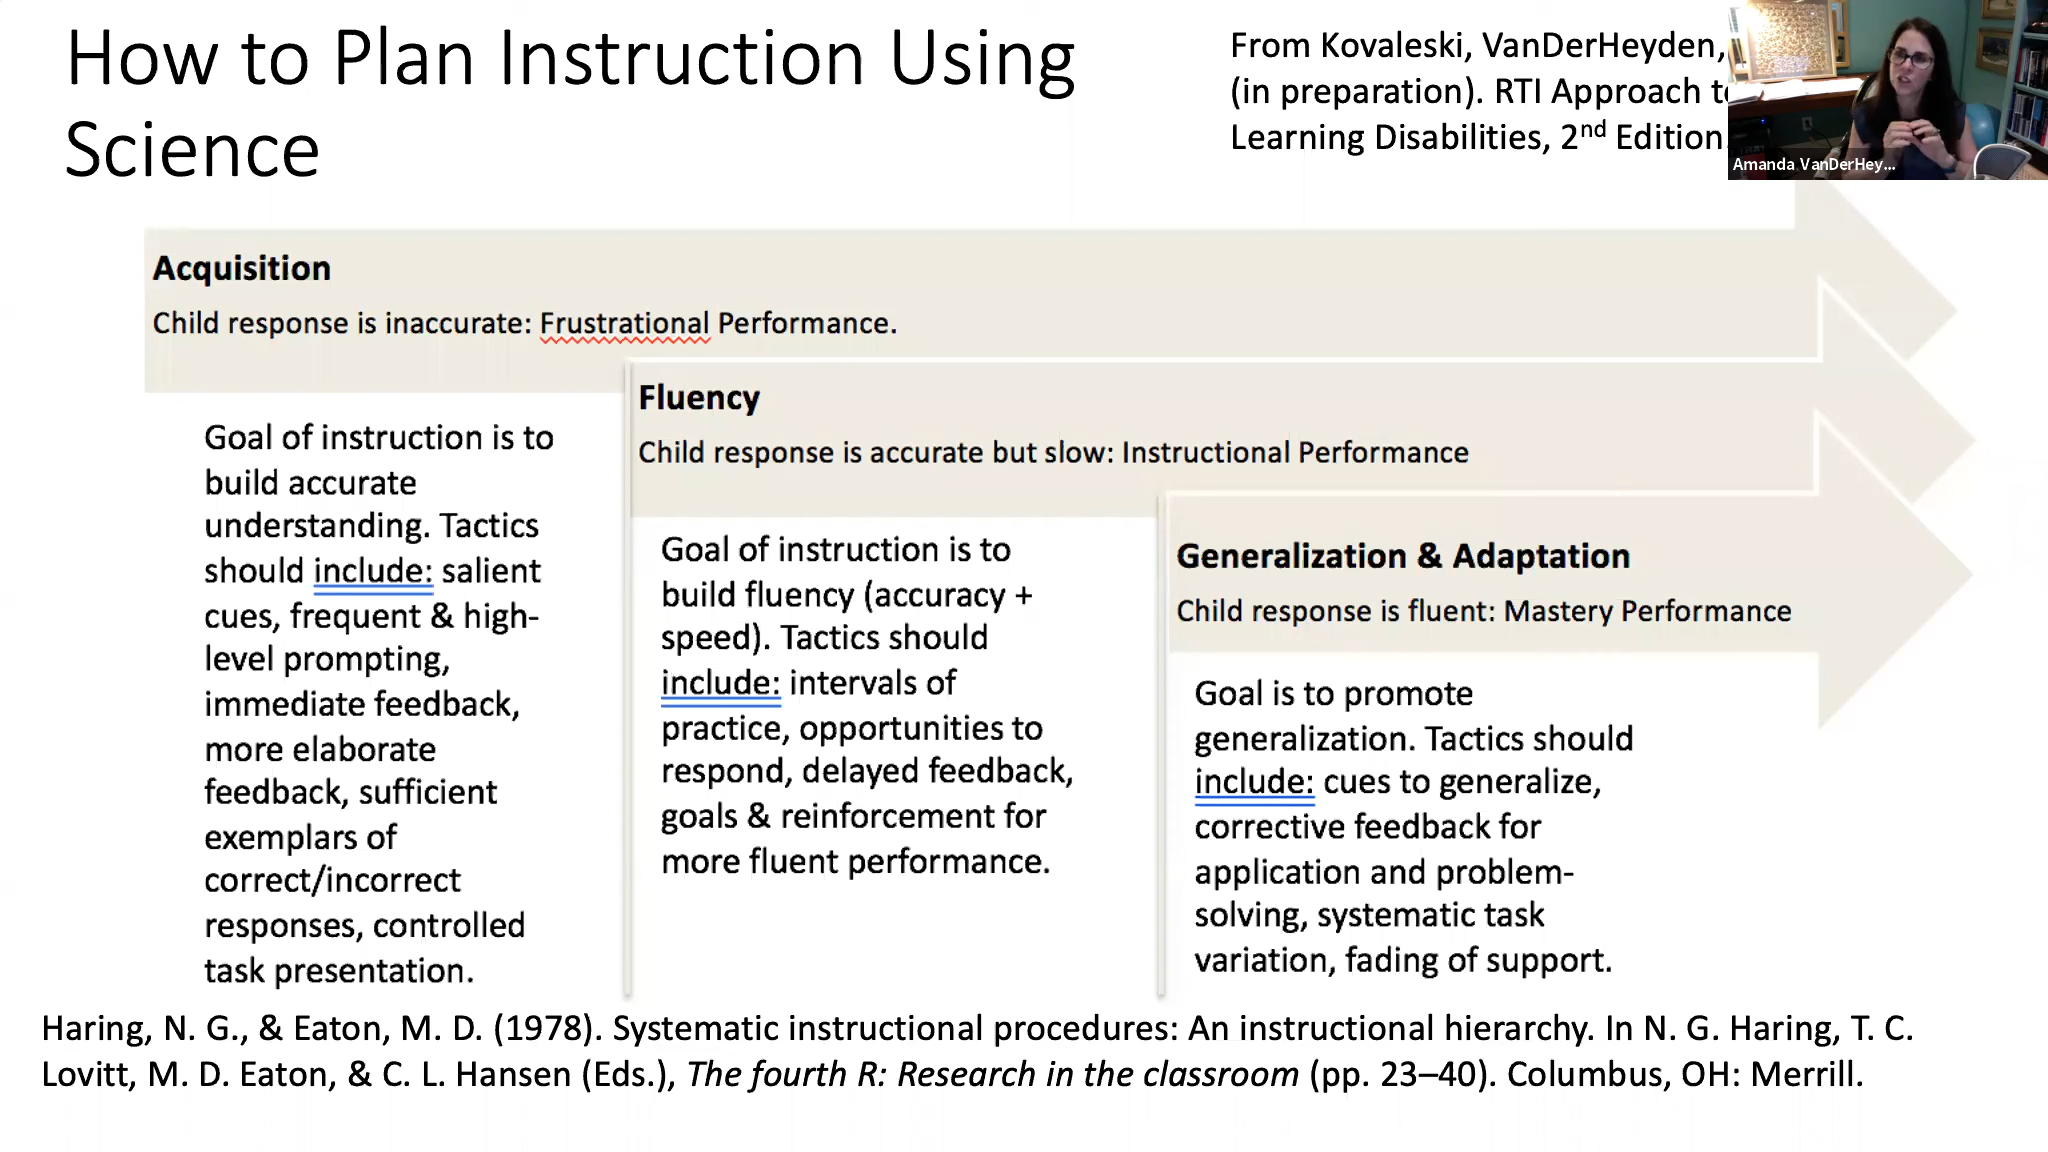 How to Plan Instruction Using
Science
From Kovaleski, VanDerHeyden,
(in preparation). RTI Approach t
Learning Disabilities, 2nd Edition.
Amanda VanDerHey...
Acquisition
Child response is inaccurate: Frustrational Performance.
Goal of instruction is to
build accurate
understanding. Tactics
should include: salient
cues, frequent & high-
level prompting,
immediate feedback,
more elaborate
feedback, sufficient
exemplars of
correct/incorrect
responses, controlled
task presentation.
Fluency
Child response is accurate but slow: Instructional Performance
Goal of instruction is to
build fluency (accuracy +
speed). Tactics should
include: intervals of
practice, opportunities to
respond, delayed feedback,
goals & reinforcement for
more fluent performance.
Generalization & Adaptation
Child response is fluent: Mastery Performance
Goal is to promote
generalization. Tactics should
include: cues to generalize,
corrective feedback for
application and problem-
solving, systematic task
variation, fading of support.
Haring, N. G., & Eaton, M. D. (1978). Systematic instructional procedures: An instructional hierarchy. In N. G. Haring, T. C.
Lovitt, M. D. Eaton, & C. L. Hansen (Eds.), The fourth R: Research in the classroom (pp. 23–40). Columbus, OH: Merrill.